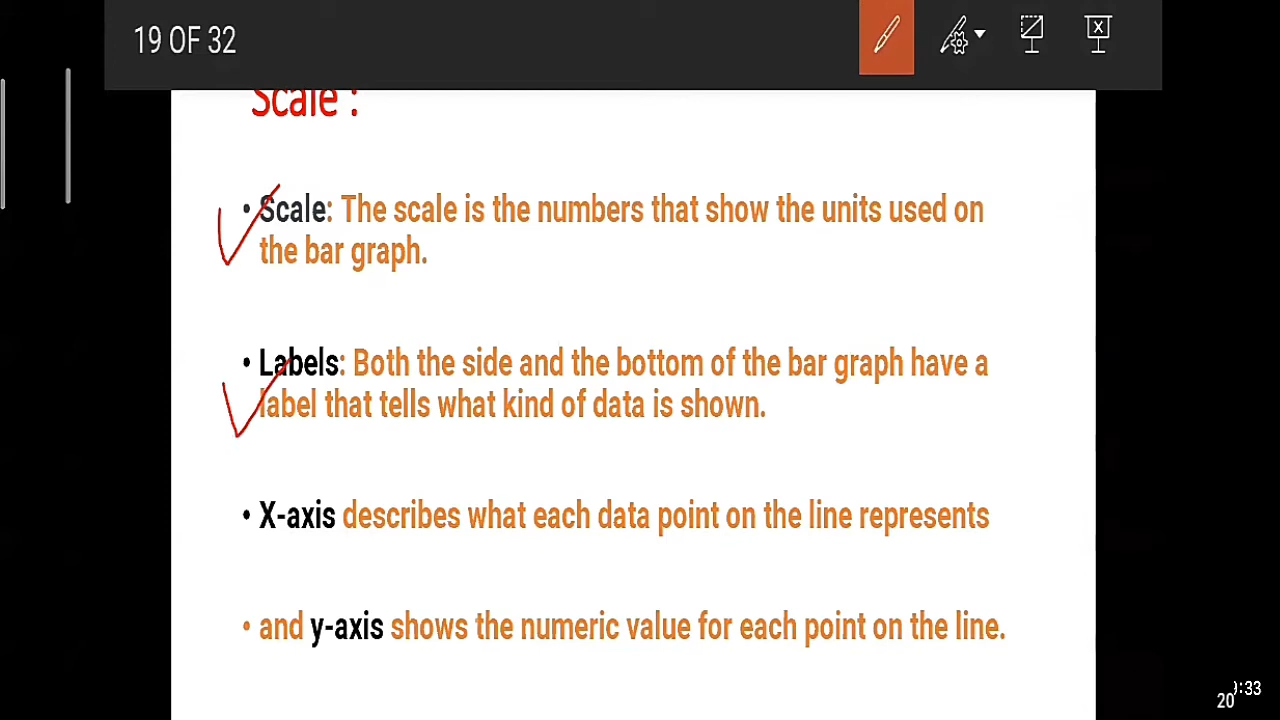 19 OF 32
Scale :
• Scale: The scale is the numbers that show the units used on
the bar graph.
• Labels: Both the side and the bottom of the bar graph have a
label that tells what kind of data is shown.
• X-axis describes what each data point on the line represents
• and y-axis shows the numeric value for each point on the line.
:33
20